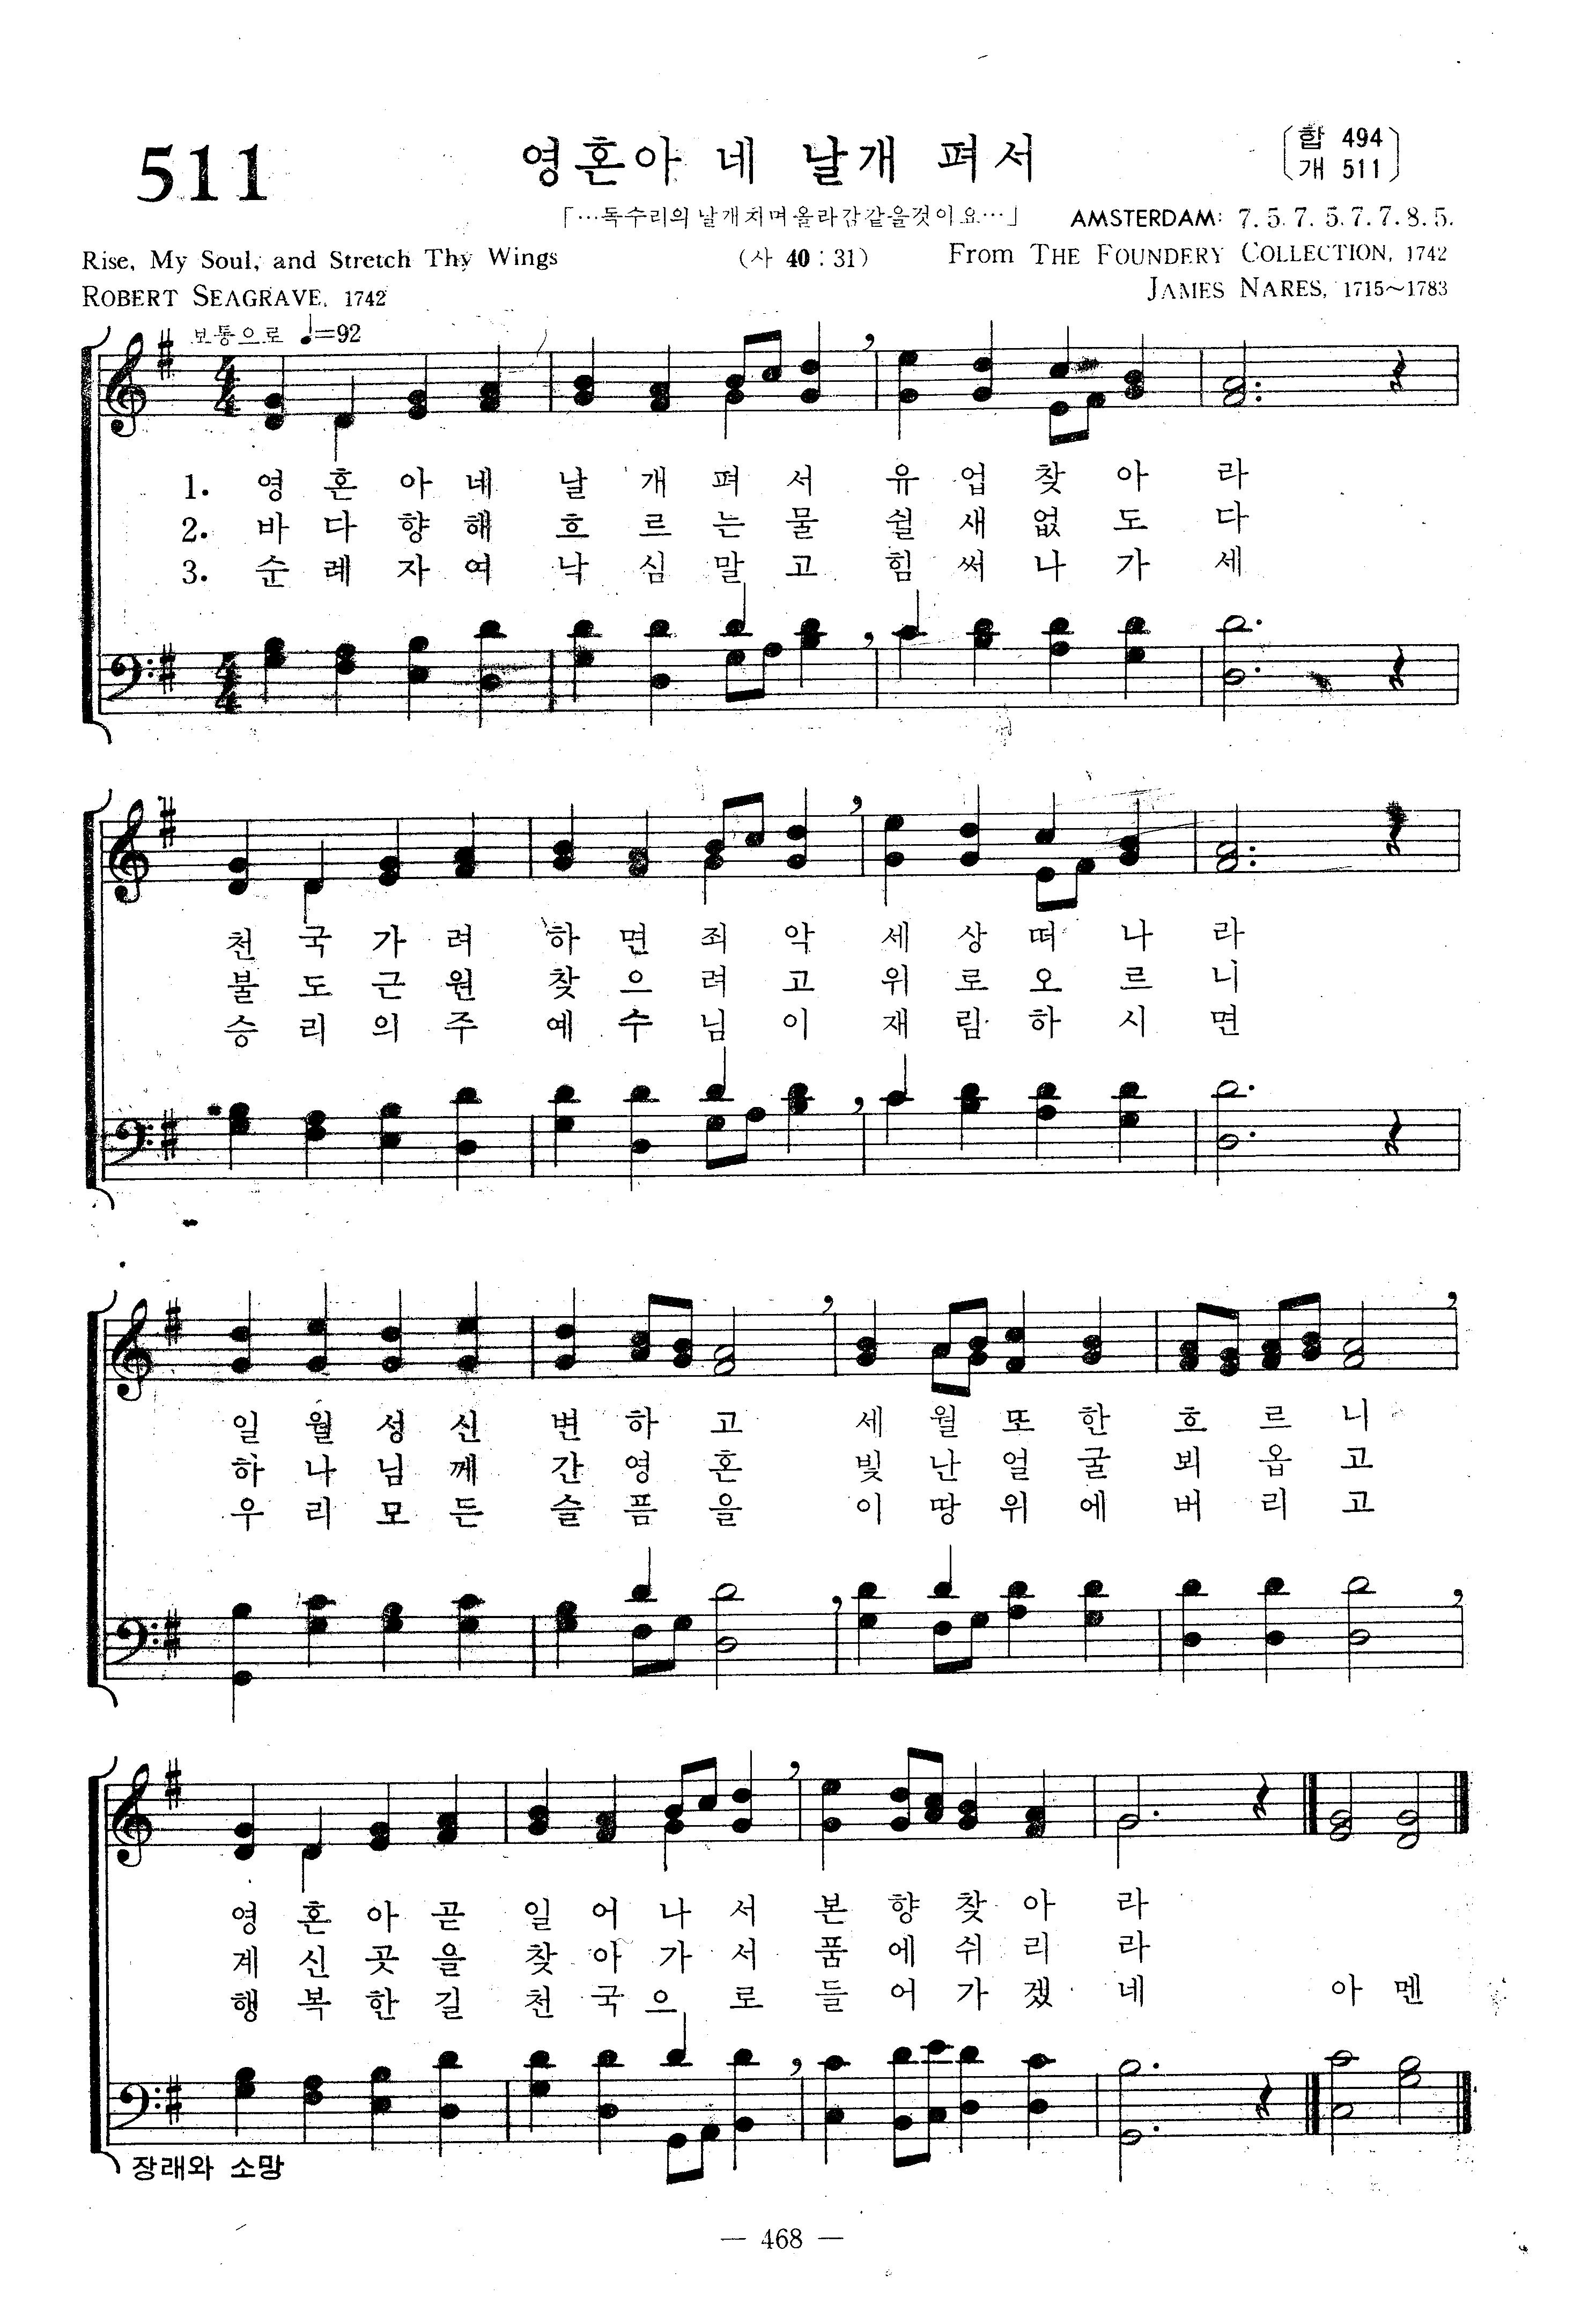 511
영혼아 네 날개 펴서
합 494
개 511
「…독수리의 날개치며올라감같을것이요…」
AMSTERDAM: 7. 5. 7. 5. 7. 7. 8. 5.
Rise, My Soul, and Stretch Thy Wings
(사 40 : 31)
From THE FOUNDERY COLLECTION, 1742
ROBERT SEAGRAVE, 1742
JAMES NARES, 1715~1783
보통으로 ♩=92
1. 영 혼 아 네 날 개 펴 서 유 업 찾 아 라
2. 바 다 향 해 흐 르 는 물 쉴 새 없 도 다
3. 순 례 자 여 낙 심 말 고 힘 써 나 가 세
천 국 가 려 하 면 죄 악 세 상 떠 나 라
불 도 근 원 찾 으 려 고 위 로 오 르 니
승 리 의 주 예 수 님 이 재 림 하 시 면
일 월 성 신 변 하 고 세 월 또 한 흐 르 니
하 나 님 께 간 영 혼 빛 난 얼 굴 뵈 옵 고
우 리 모 든 슬 픔 을 이 땅 위 에 버 리 고
영 혼 아 곧 일 어 나 서 본 향 찾 아 라
계 신 곳 을 찾 아 가 서 품 에 쉬 리 라
행 복 한 길 천 국 으 로 들 어 가 겠 네 아 멘
장래와 소망
— 468 —